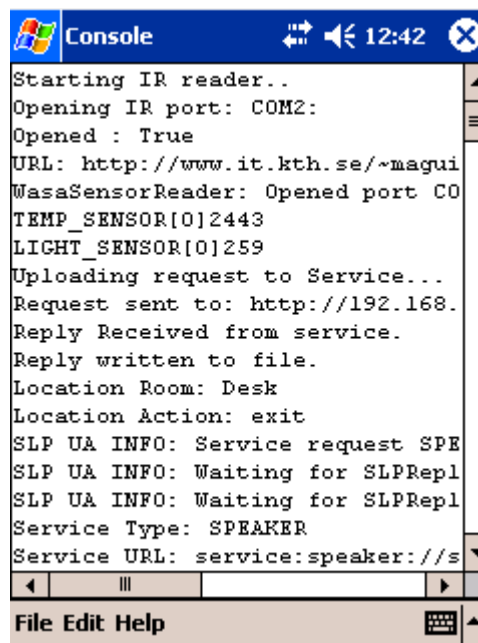 Console 12:42
Starting IR reader..
Opening IR port: COM2:
Opened : True
URL: http://www.it.kth.se/~magui
WasaSensorReader: Opened port CO
TEMP_SENSOR[0]2443
LIGHT_SENSOR[0]259
Uploading request to Service...
Request sent to: http://192.168.
Reply Received from service.
Reply written to file.
Location Room: Desk
Location Action: exit
SLP UA INFO: Service request SPE
SLP UA INFO: Waiting for SLPRepl
SLP UA INFO: Waiting for SLPRepl
Service Type: SPEAKER
Service URL: service:speaker://s
File Edit Help